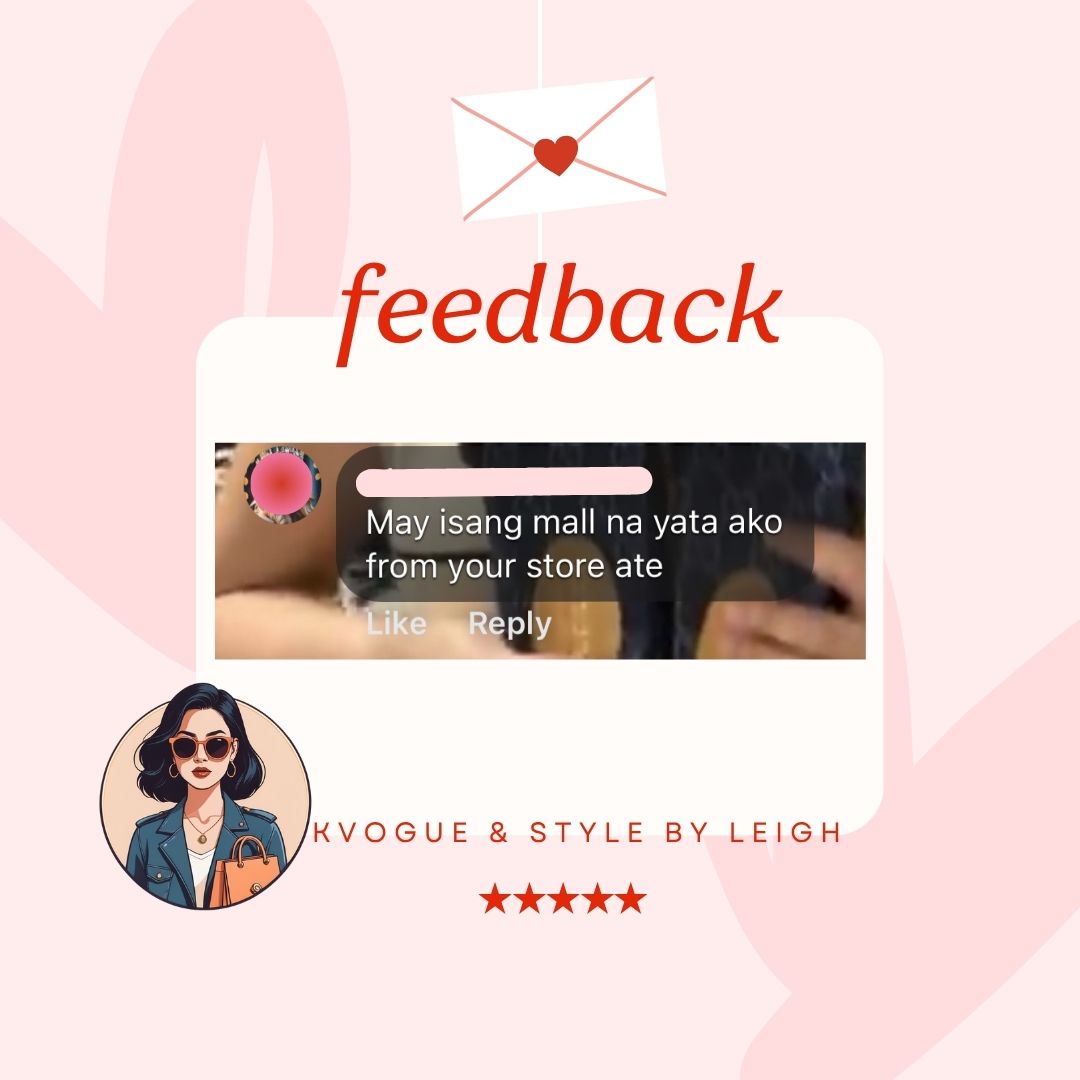 feedback
May isang mall na yata ako
from your store ate
Like Reply
KVOGUE & STYLE BY LEIGH